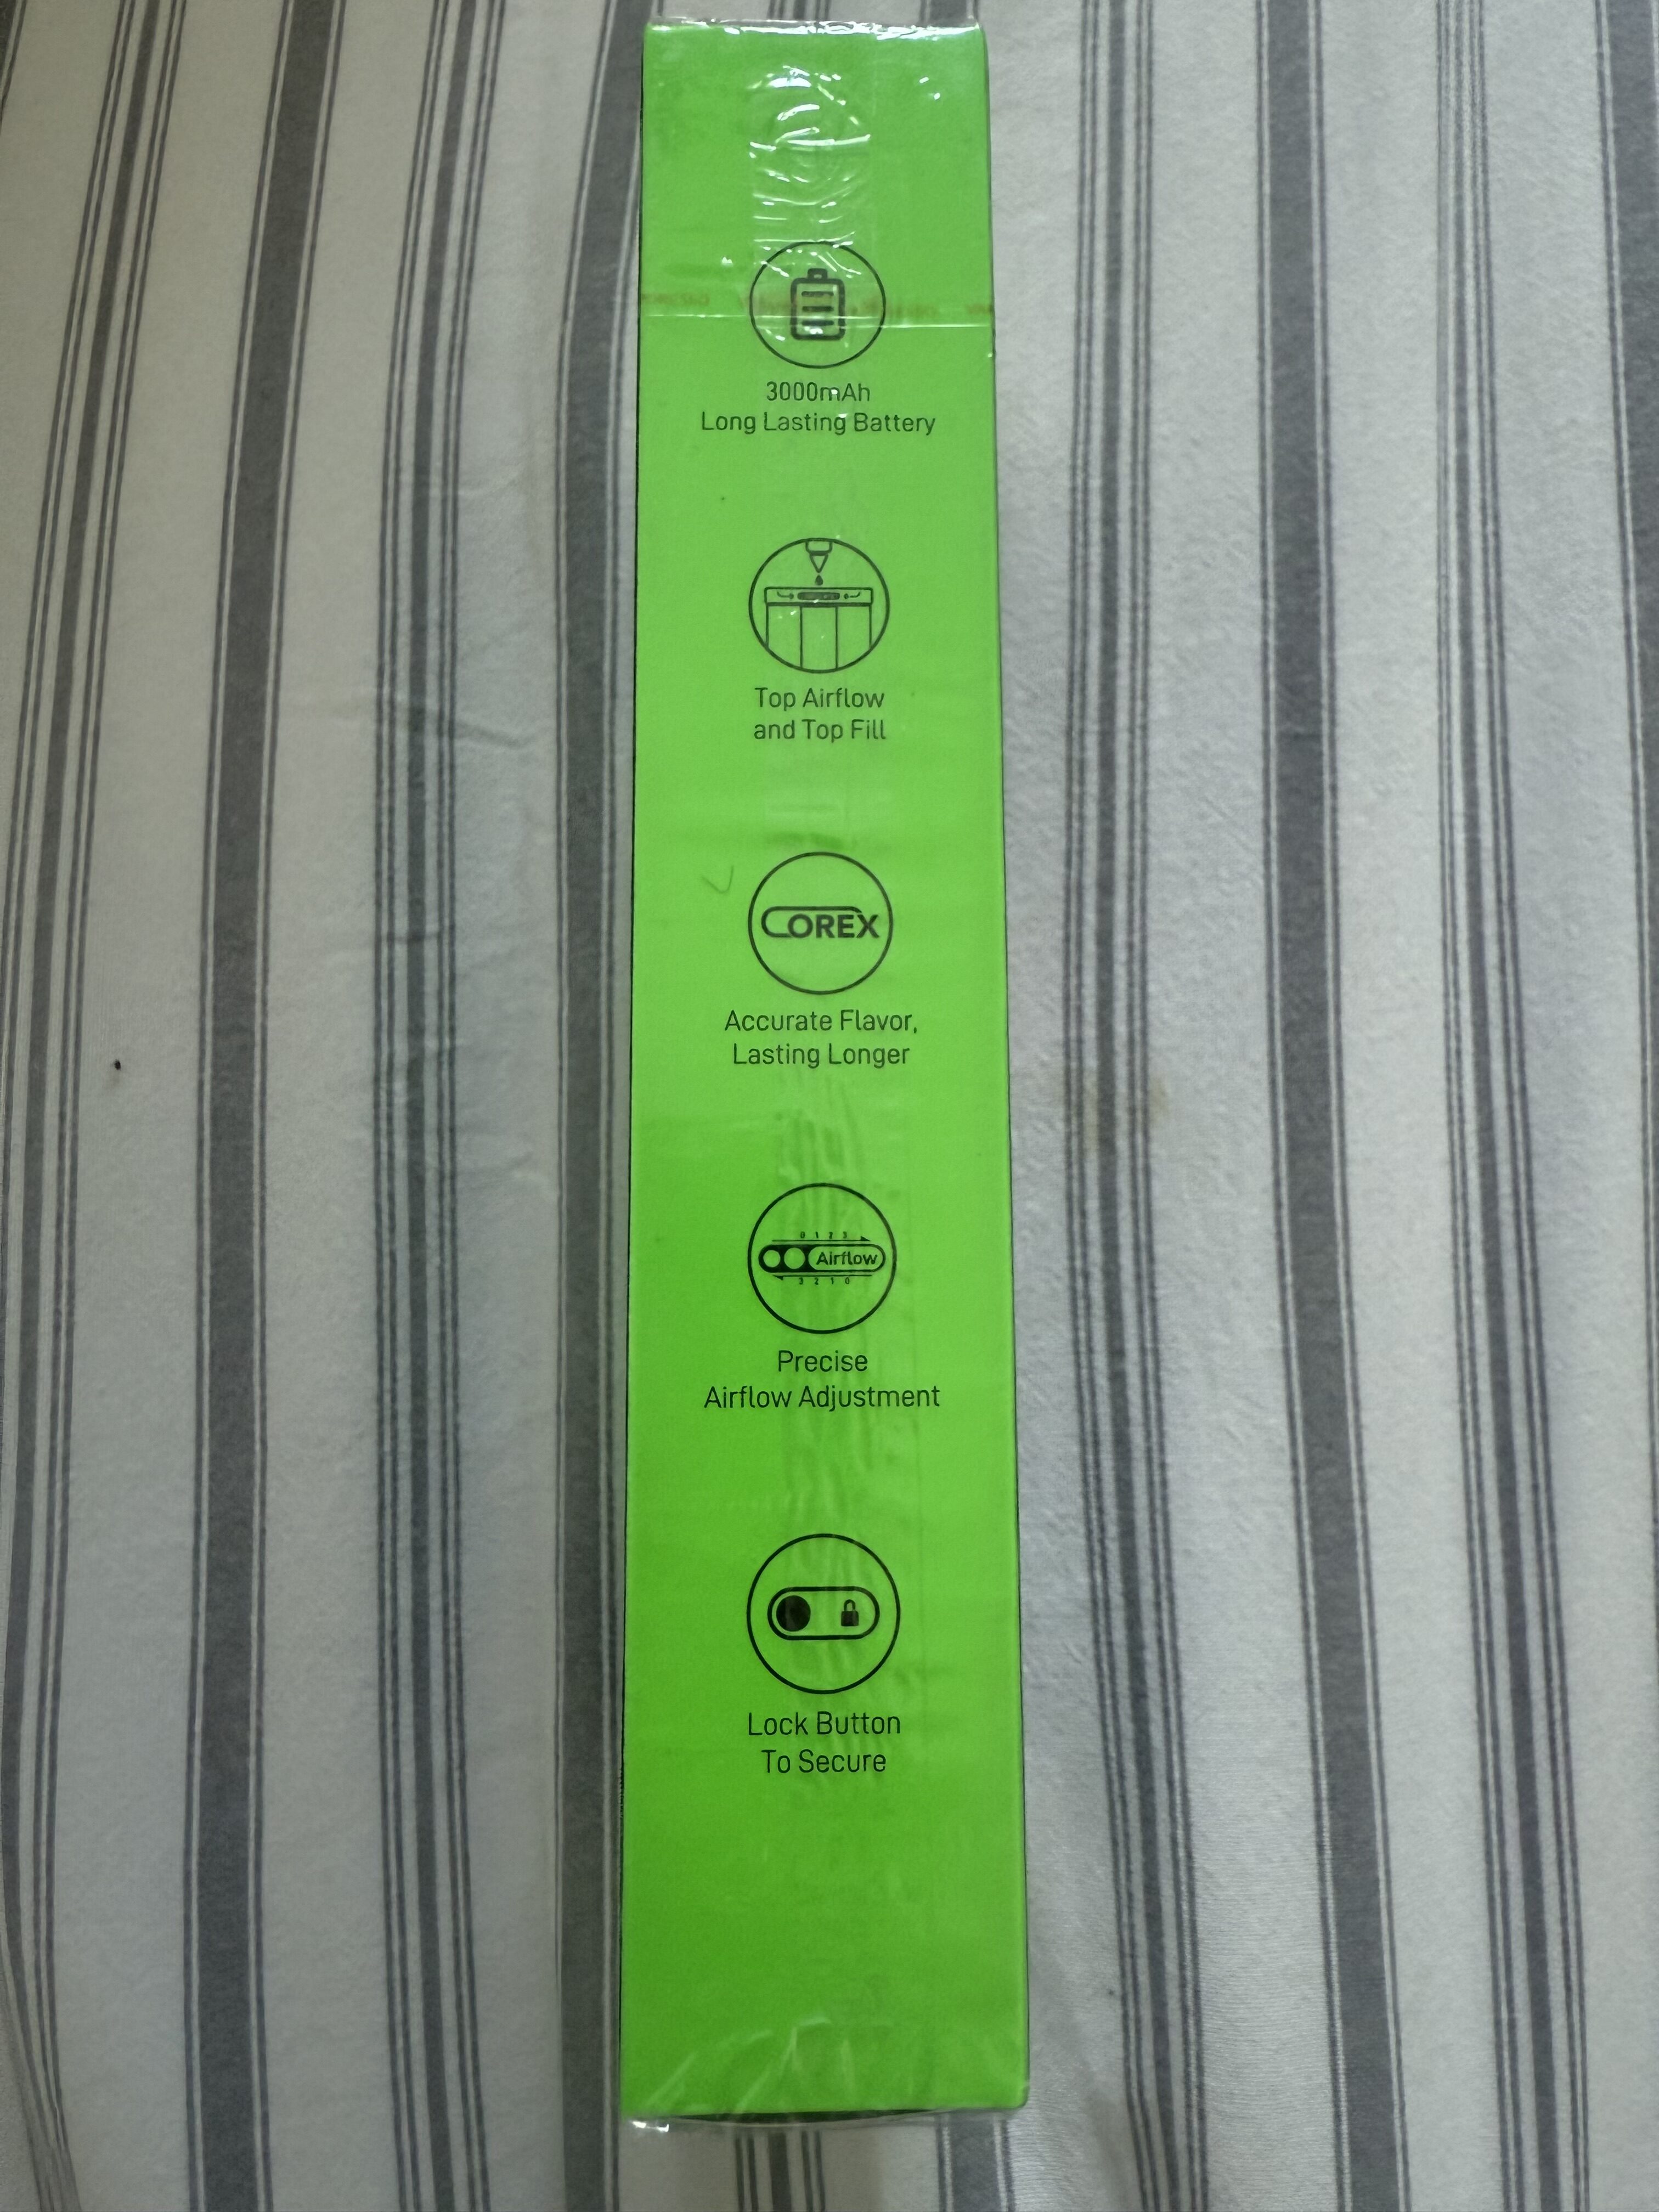 3000mAh
Long Lasting Battery
Top Airflow
and Top Fill
COREX
Accurate Flavor,
Lasting Longer
0 1 2 3
Airflow
3 2 1 0
Precise
Airflow Adjustment
Lock Button
To Secure